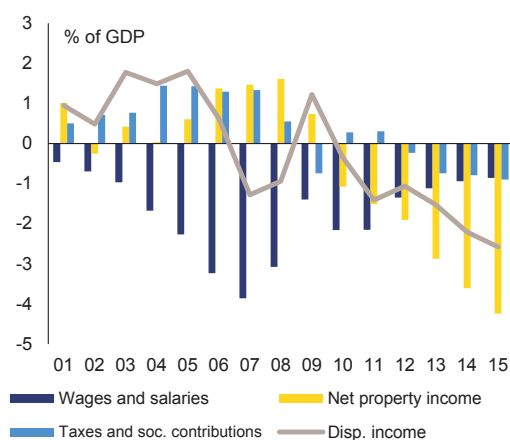 3
% of GDP
2
1
0
-1
-2
-3
-4
-5
01 02 03 04 05 06 07 08 09 10 11 12 13 14 15
Wages and salaries Net property income
Taxes and soc. contributions Disp. income